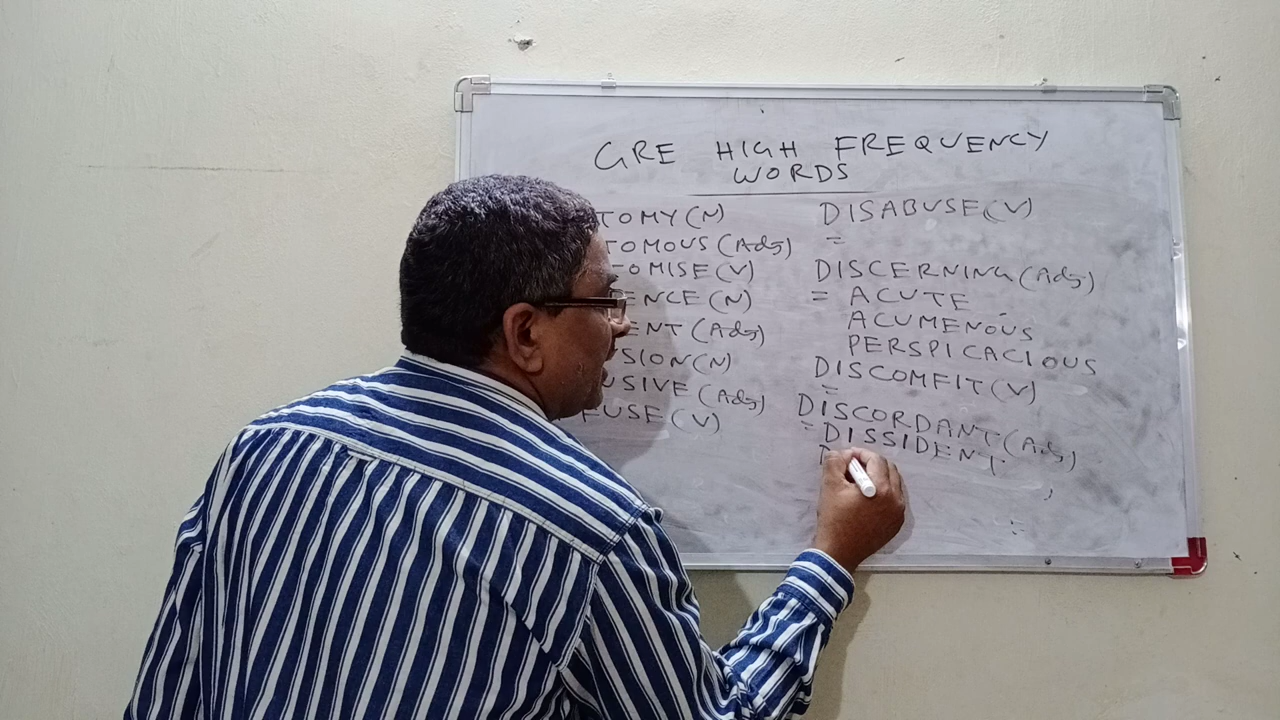 GRE HIGH FREQUENCY
WORDS
TOMY (N)
TOMOUS (Adj)
TOMISE (V)
ENCE (N)
ENT (Adj)
USION (N)
USIVE (Adj)
FUSE (V)
DISABUSE (V)
=
DISCERNING (Adj)
= ACUTE
ACUMENOUS
PERSPICACIOUS
DISCOMFIT (V)
=
DISCORDANT (Adj)
= DISSIDENT